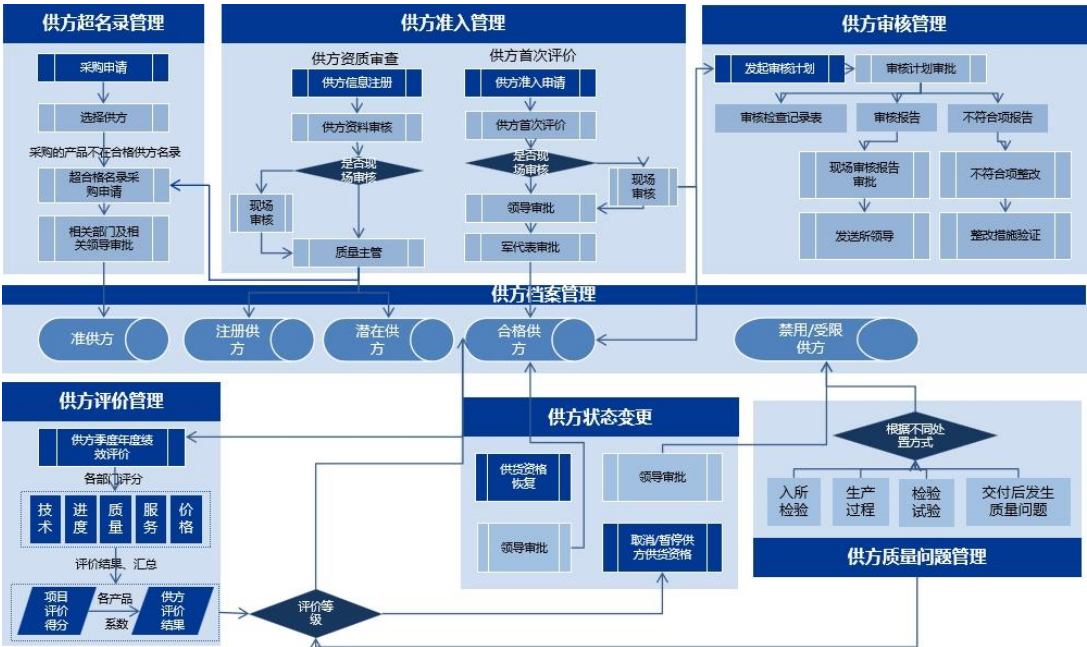 供方超名录管理
采购申请
选择供方
采购的产品不在合格供方名录
超合格名录采
购申请
相关部门及相
关领导审批
供方准入管理
供方资质审查
供方信息注册
供方资料审核
是否现
场审核
现场
审核
质量主管
供方首次评价
供方准入申请
供方首次评价
是否现
场审核
现场
审核
领导审批
军代表审批
供方审核管理
发起审核计划
审核计划审批
审核检查记录表
审核报告
不符合项报告
现场审核报告
审批
不符合项整改
发送所领导
整改措施验证
供方档案管理
准供方
注册供
方
潜在供
方
合格供
方
禁用/受限
供方
供方评价管理
供方季度年度绩
效评价
各部门评分
技
术
进
度
质
量
服
务
价
格
评价结果、汇总
项目
评价
得分
各产品
系数
供方
评价
结果
评价等
级
供方状态变更
供货资格
恢复
领导审批
领导审批
取消/暂停供
方供货资格
根据不同处
置方式
入所
检验
生产
过程
检验
试验
交付后发生
质量问题
供方质量问题管理